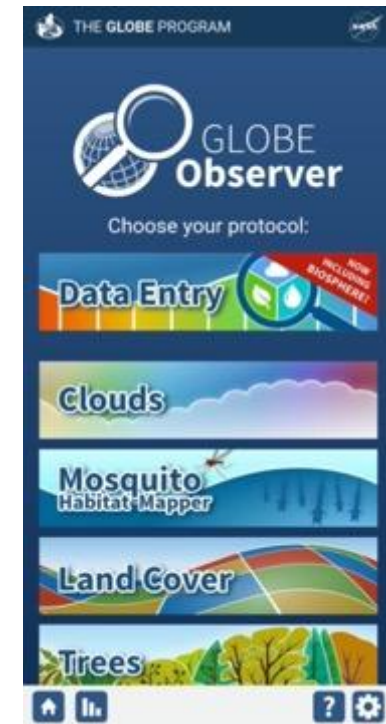 THE GLOBE PROGRAM
GLOBE
Observer
Choose your protocol:
Data Entry
NOW
INCLUDING
BIOSPHERE!
Clouds
Mosquito
Habitat Mapper
Land Cover
Trees
?